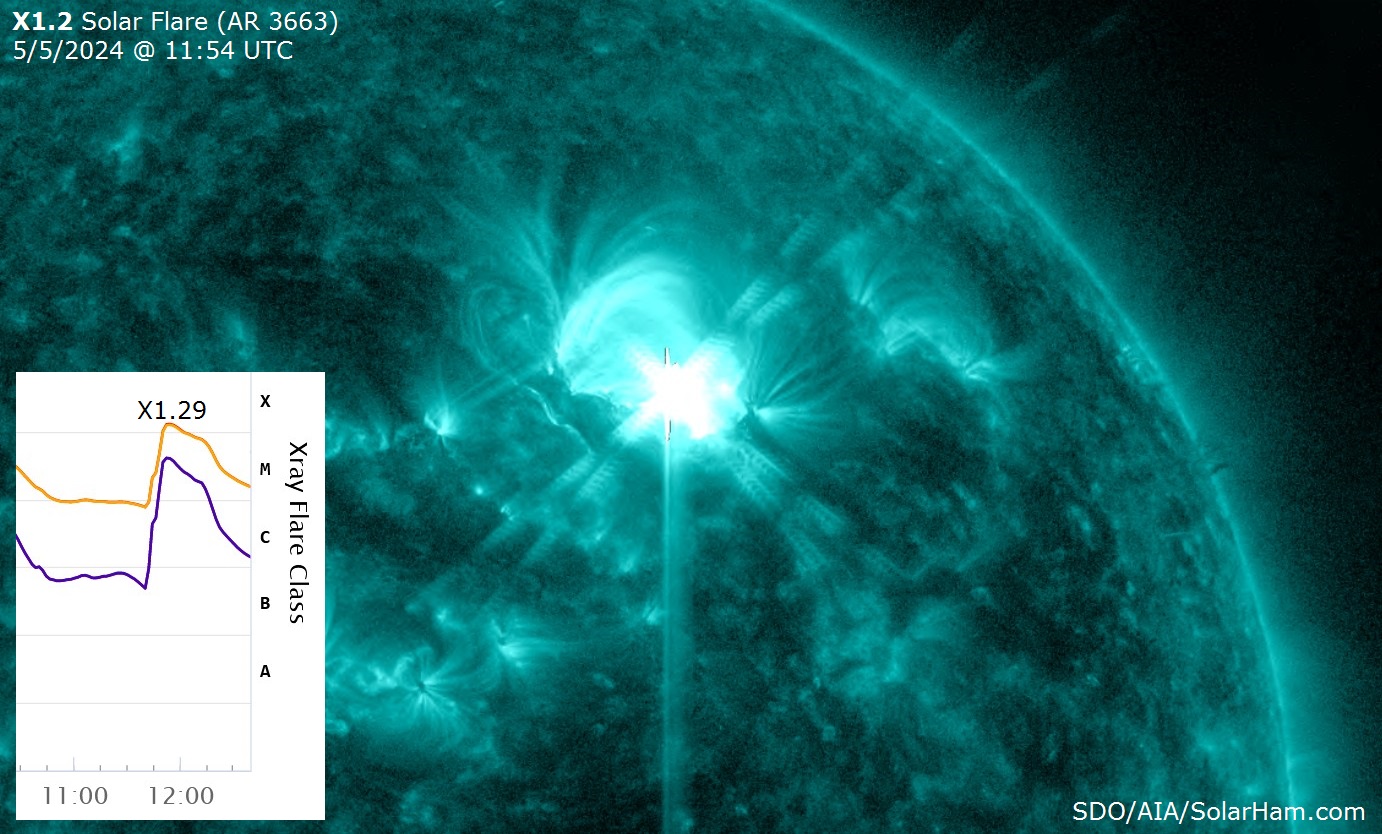 X1.2 Solar Flare (AR 3663)
5/5/2024 @ 11:54 UTC
X1.29
X
M
C
B
A
Xray Flare Class
11:00 12:00
SDO/AIA/SolarHam.com